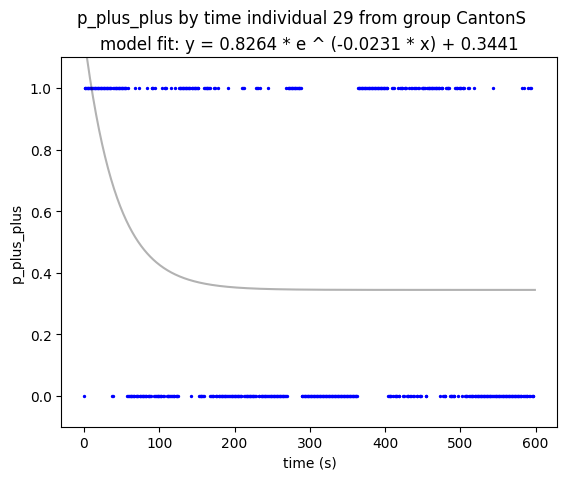 p_plus_plus by time individual 29 from group CantonS
model fit: y = 0.8264 * e ^ (-0.0231 * x) + 0.3441
1.0
0.8
0.6
0.4
0.2
0.0
p_plus_plus
0 100 200 300 400 500 600
time (s)